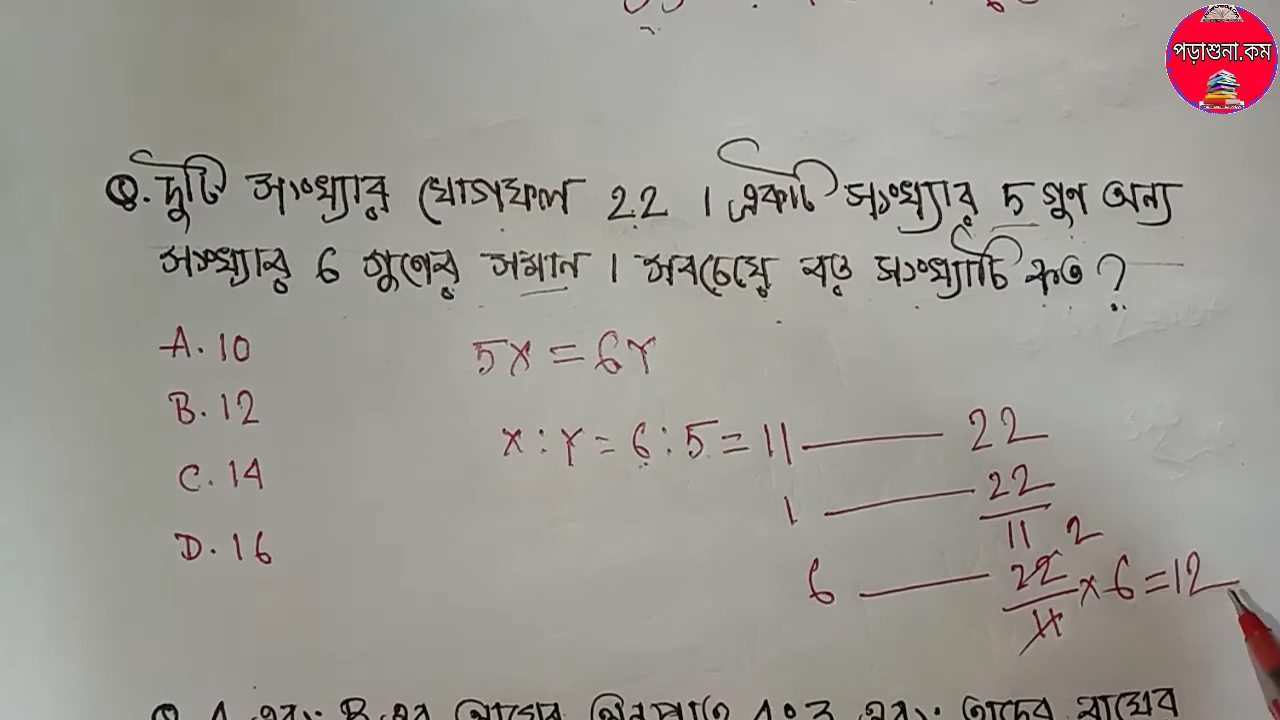 পড়াশুনা.কম
Q. দুটি সংখ্যার যোগফল 22 । একটি সংখ্যার 5 গুন অন্য
সংখ্যার 6 গুণের সমান । সবচেয়ে বড় সংখ্যাটি কত ?
A. 10
5x = 6Y
B. 12
x : Y = 6 : 5 = 11 — 22
C. 14
1 — 22/11
D. 16
2
6 — 22/11 × 6 = 12